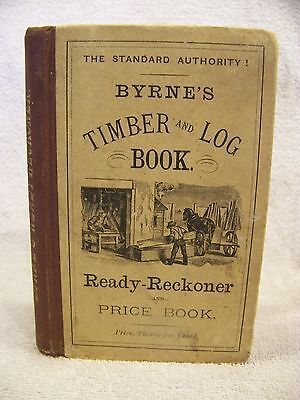 THE STANDARD AUTHORITY!
BYRNE'S
TIMBER AND LOG
BOOK.
Ready-Reckoner
AND
PRICE BOOK.
Price, Thirty-five Cents.